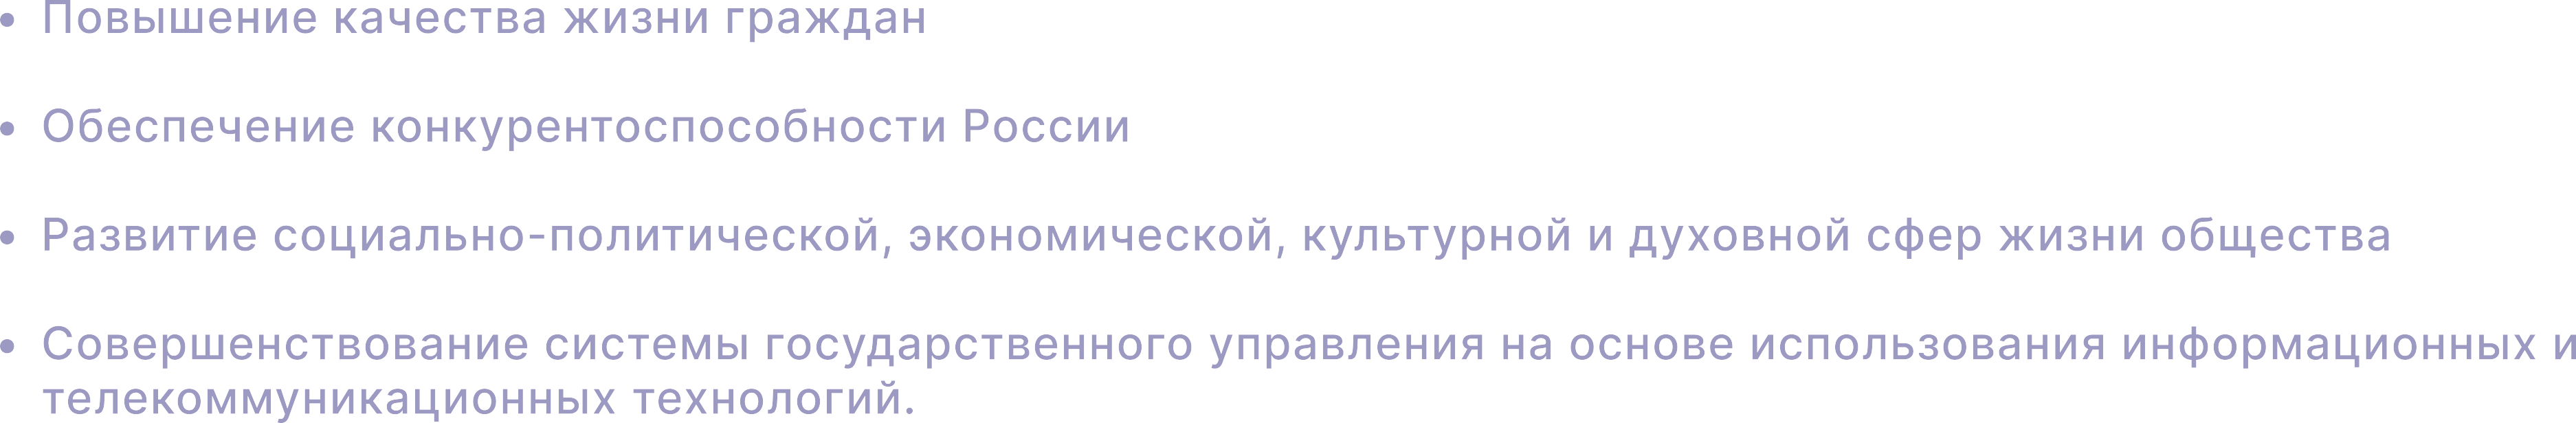 • Повышение качества жизни граждан
• Обеспечение конкурентоспособности России
• Развитие социально-политической, экономической, культурной и духовной сфер жизни общества
• Совершенствование системы государственного управления на основе использования информационных и
телекоммуникационных технологий.